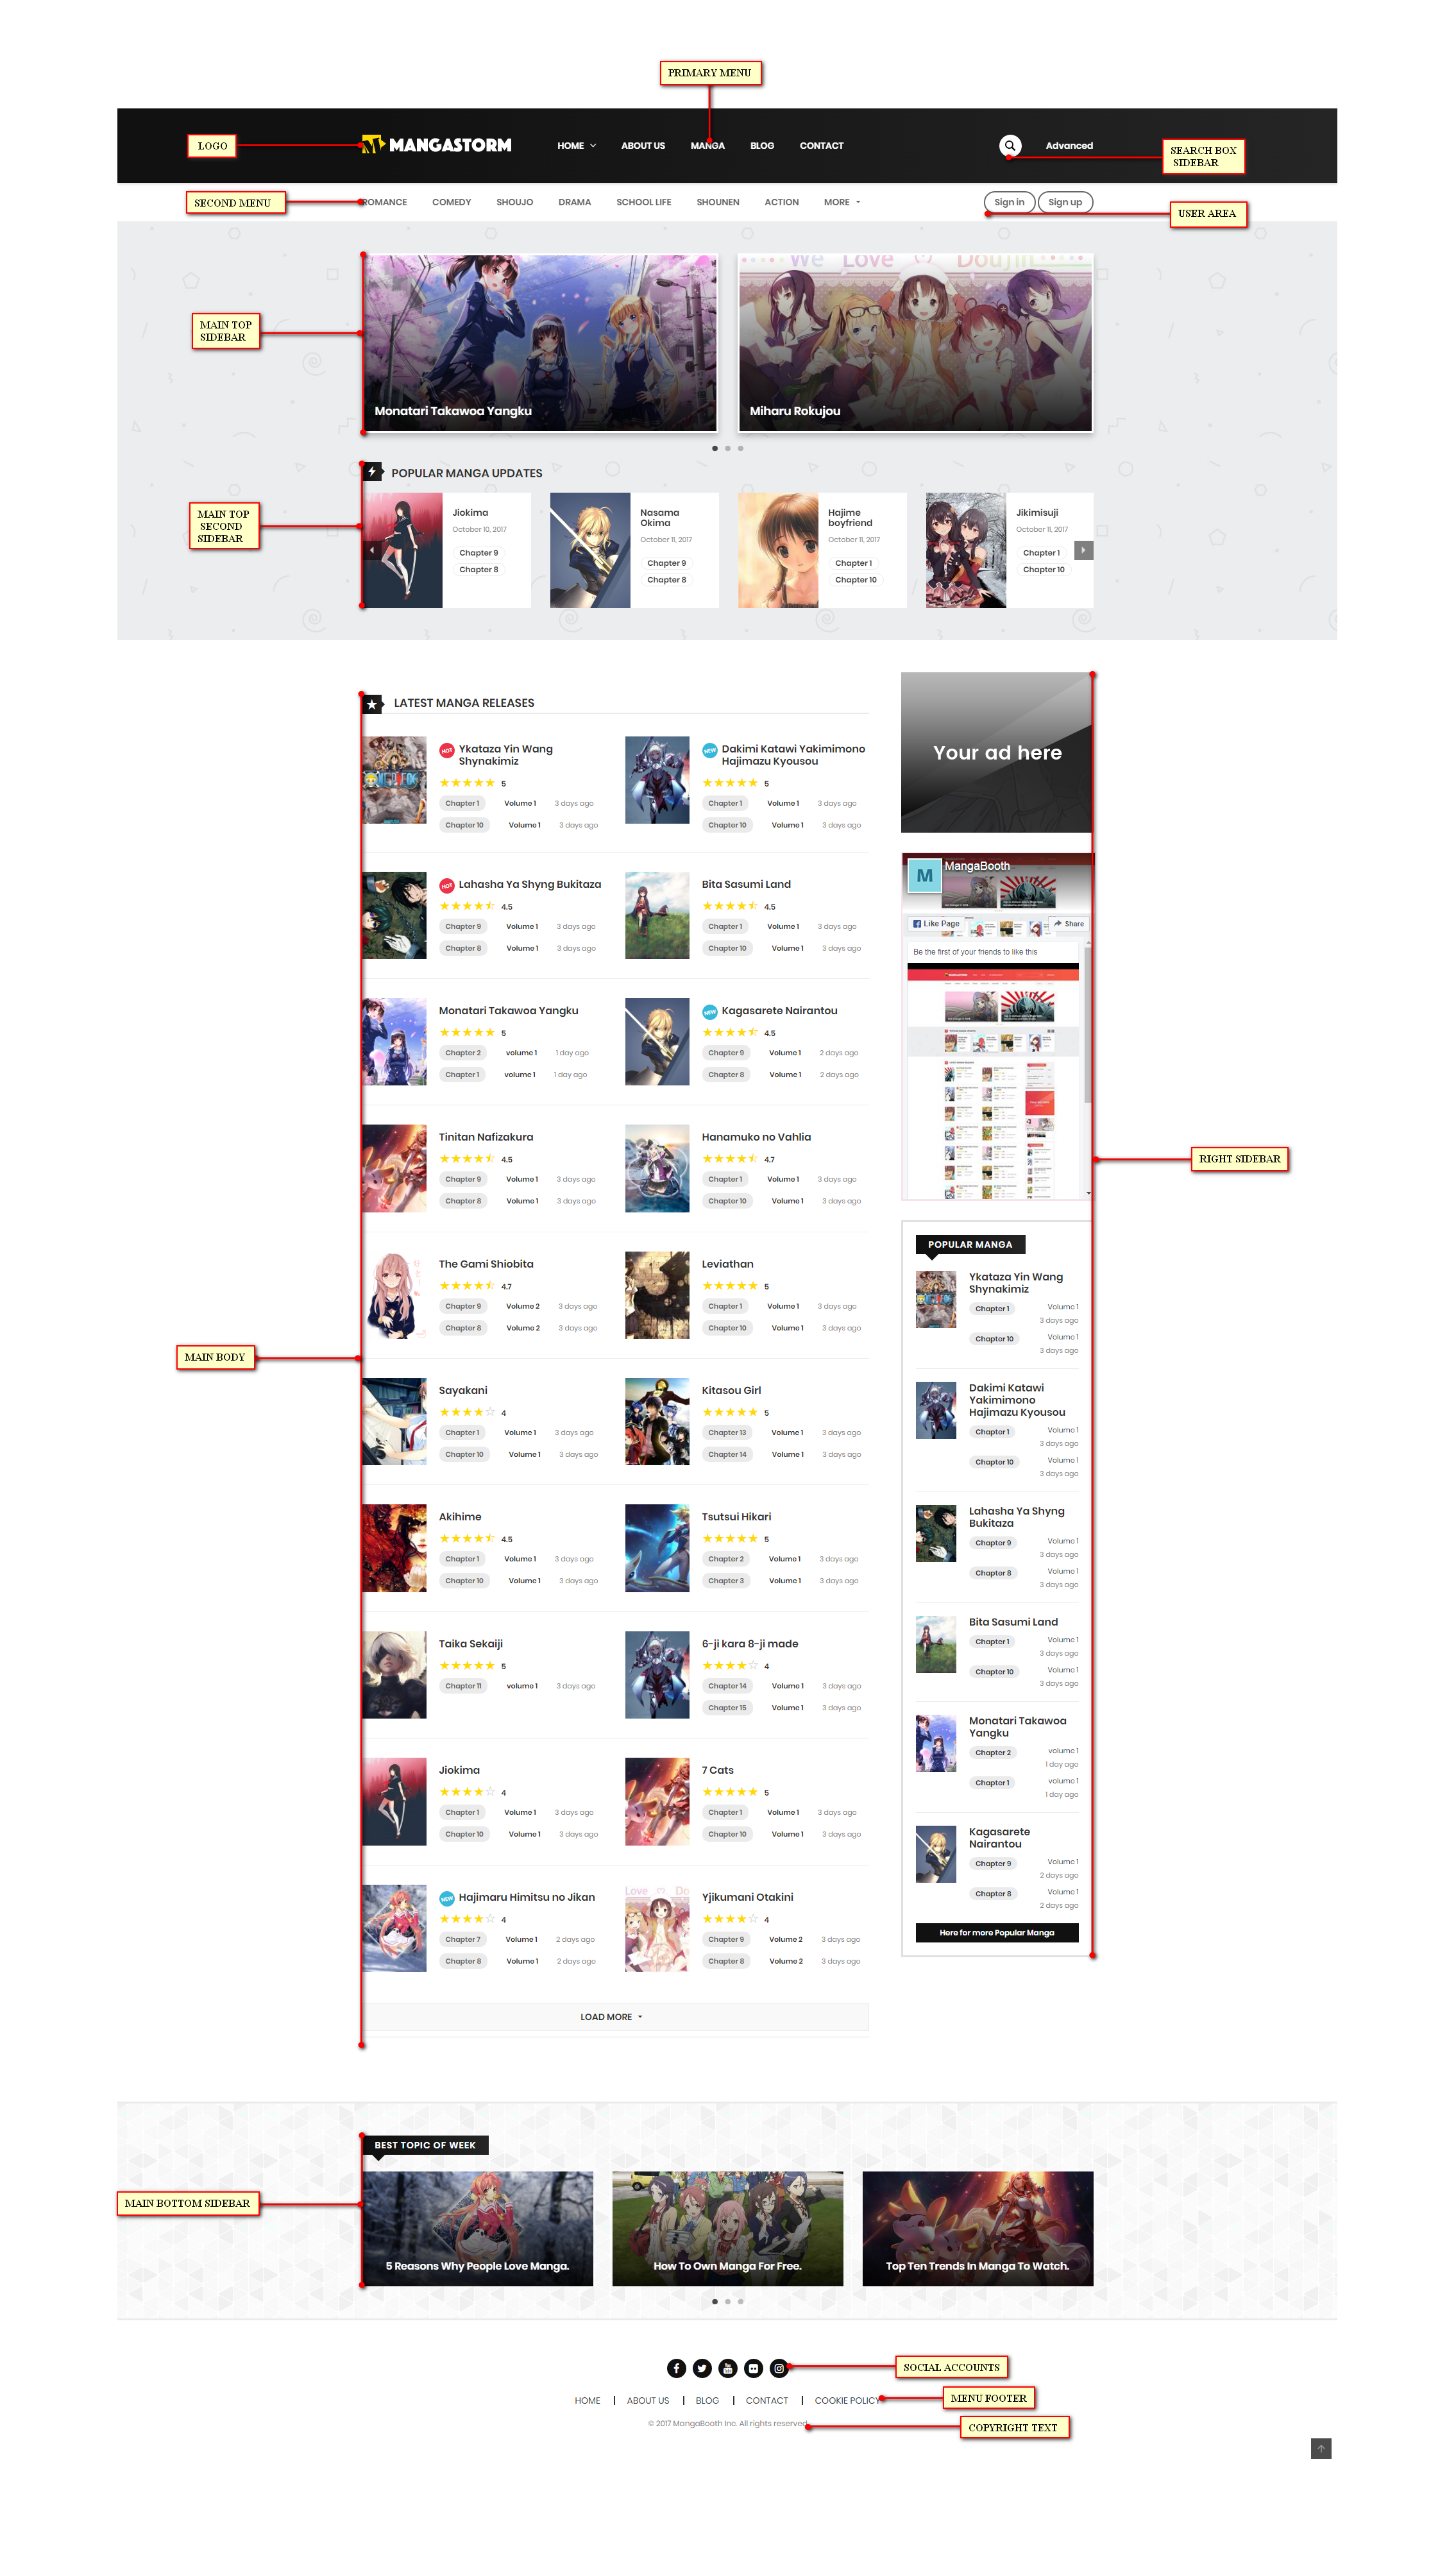 PRIMARY MENU
LOGO
MANGASTORM
HOME
ABOUT US
MANGA
BLOG
CONTACT
Advanced
SEARCH BOX
SIDEBAR
SECOND MENU
ROMANCE
COMEDY
SHOUJO
DRAMA
SCHOOL LIFE
SHOUNEN
ACTION
MORE
Sign in
Sign up
USER AREA
MAIN TOP
SIDEBAR
Monatari Takawoa Yangku
We Love Doujin
Miharu Rokujou
POPULAR MANGA UPDATES
MAIN TOP
SECOND
SIDEBAR
Jiokima
October 10, 2017
Chapter 9
Chapter 8
Nasama
Okima
October 11, 2017
Chapter 9
Chapter 8
Hajime
boyfriend
October 11, 2017
Chapter 1
Chapter 10
Jikimisuji
October 11, 2017
Chapter 1
Chapter 10
LATEST MANGA RELEASES
HOT Ykataza Yin Wang
Shynakimiz
5
Chapter 1 Volume 1 3 days ago
Chapter 10 Volume 1 3 days ago
NEW Dakimi Katawi Yakimimono
Hajimazu Kyousou
5
Chapter 1 Volume 1 3 days ago
Chapter 10 Volume 1 3 days ago
HOT Lahasha Ya Shyng Bukitaza
4.5
Chapter 9 Volume 1 3 days ago
Chapter 8 Volume 1 3 days ago
Bita Sasumi Land
4.5
Chapter 1 Volume 1 3 days ago
Chapter 10 Volume 1 3 days ago
Monatari Takawoa Yangku
5
Chapter 2 volume 1 1 day ago
Chapter 1 volume 1 1 day ago
NEW Kagasarete Nairantou
4.5
Chapter 9 Volume 1 2 days ago
Chapter 8 Volume 1 2 days ago
Tinitan Nafizakura
4.5
Chapter 9 Volume 1 3 days ago
Chapter 8 Volume 1 3 days ago
Hanamuko no Vahlia
4.7
Chapter 1 Volume 1 3 days ago
Chapter 10 Volume 1 3 days ago
The Gami Shiobita
4.7
Chapter 9 Volume 2 3 days ago
Chapter 8 Volume 2 3 days ago
Leviathan
5
Chapter 1 Volume 1 3 days ago
Chapter 10 Volume 1 3 days ago
MAIN BODY
Sayakani
4
Chapter 1 Volume 1 3 days ago
Chapter 10 Volume 1 3 days ago
Kitasou Girl
5
Chapter 13 Volume 1 3 days ago
Chapter 14 Volume 1 3 days ago
Akihime
4.5
Chapter 1 Volume 1 3 days ago
Chapter 10 Volume 1 3 days ago
Tsutsui Hikari
5
Chapter 2 Volume 1 3 days ago
Chapter 3 Volume 1 3 days ago
Taika Sekaiji
5
Chapter 11 volume 1 3 days ago
6-ji kara 8-ji made
4
Chapter 14 Volume 1 3 days ago
Chapter 15 Volume 1 3 days ago
Jiokima
4
Chapter 1 Volume 1 3 days ago
Chapter 10 Volume 1 3 days ago
7 Cats
5
Chapter 1 Volume 1 3 days ago
Chapter 10 Volume 1 3 days ago
NEW Hajimaru Himitsu no Jikan
4
Chapter 7 Volume 1 2 days ago
Chapter 8 Volume 1 2 days ago
Love Do
Yjikumani Otakini
4
Chapter 9 Volume 2 3 days ago
Chapter 8 Volume 2 3 days ago
LOAD MORE
Your ad here
M
MangaBooth
Like Page
Share
Be the first of your friends to like this
RIGHT SIDEBAR
POPULAR MANGA
Ykataza Yin Wang
Shynakimiz
Chapter 1 Volume 1
3 days ago
Chapter 10 Volume 1
3 days ago
Dakimi Katawi
Yakimimono
Hajimazu Kyousou
Chapter 1 Volume 1
3 days ago
Chapter 10 Volume 1
3 days ago
Lahasha Ya Shyng
Bukitaza
Chapter 9 Volume 1
3 days ago
Chapter 8 Volume 1
3 days ago
Bita Sasumi Land
Chapter 1 Volume 1
3 days ago
Chapter 10 Volume 1
3 days ago
Monatari Takawoa
Yangku
Chapter 2 volume 1
1 day ago
Chapter 1 volume 1
1 day ago
Kagasarete
Nairantou
Chapter 9 Volume 1
2 days ago
Chapter 8 Volume 1
2 days ago
Here for more Popular Manga
BEST TOPIC OF WEEK
MAIN BOTTOM SIDEBAR
5 Reasons Why People Love Manga.
How To Own Manga For Free.
Top Ten Trends In Manga To Watch.
SOCIAL ACCOUNTS
HOME | ABOUT US | BLOG | CONTACT | COOKIE POLICY
MENU FOOTER
© 2017 MangaBooth Inc. All rights reserved
COPYRIGHT TEXT